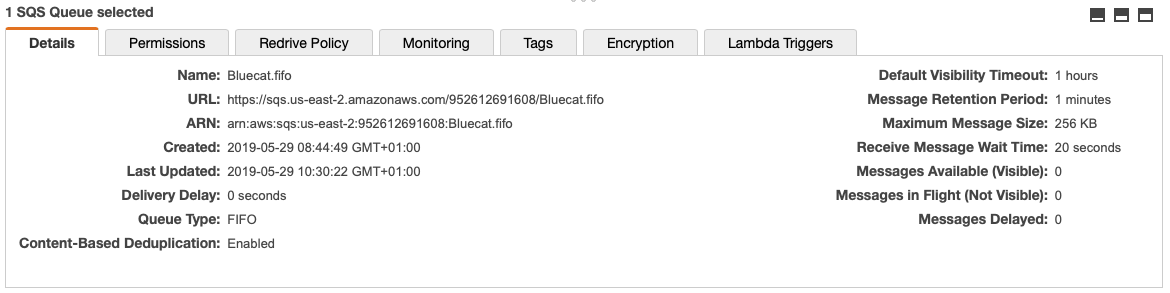 1 SQS Queue selected
Details Permissions Redrive Policy Monitoring Tags Encryption Lambda Triggers
Name: Bluecat.fifo
URL: https://sqs.us-east-2.amazonaws.com/952612691608/Bluecat.fifo
ARN: arn:aws:sqs:us-east-2:952612691608:Bluecat.fifo
Created: 2019-05-29 08:44:49 GMT+01:00
Last Updated: 2019-05-29 10:30:22 GMT+01:00
Delivery Delay: 0 seconds
Queue Type: FIFO
Content-Based Deduplication: Enabled
Default Visibility Timeout: 1 hours
Message Retention Period: 1 minutes
Maximum Message Size: 256 KB
Receive Message Wait Time: 20 seconds
Messages Available (Visible): 0
Messages in Flight (Not Visible): 0
Messages Delayed: 0